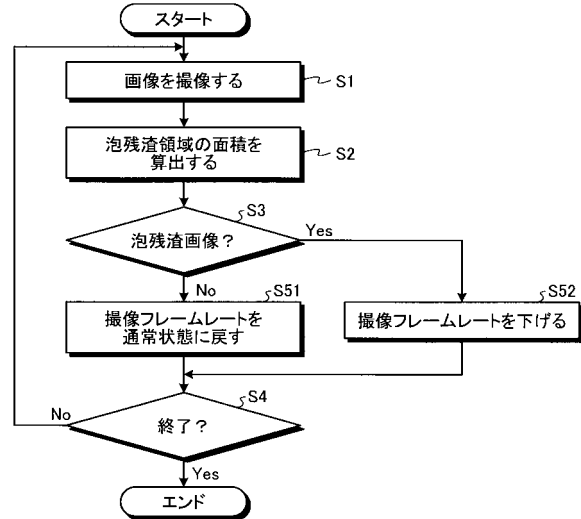 スタート
画像を撮像する
S1
泡残渣領域の面積を
算出する
S2
S3
泡残渣画像？
Yes
No
S51
撮像フレームレートを
通常状態に戻す
S52
撮像フレームレートを下げる
S4
No
終了？
Yes
エンド